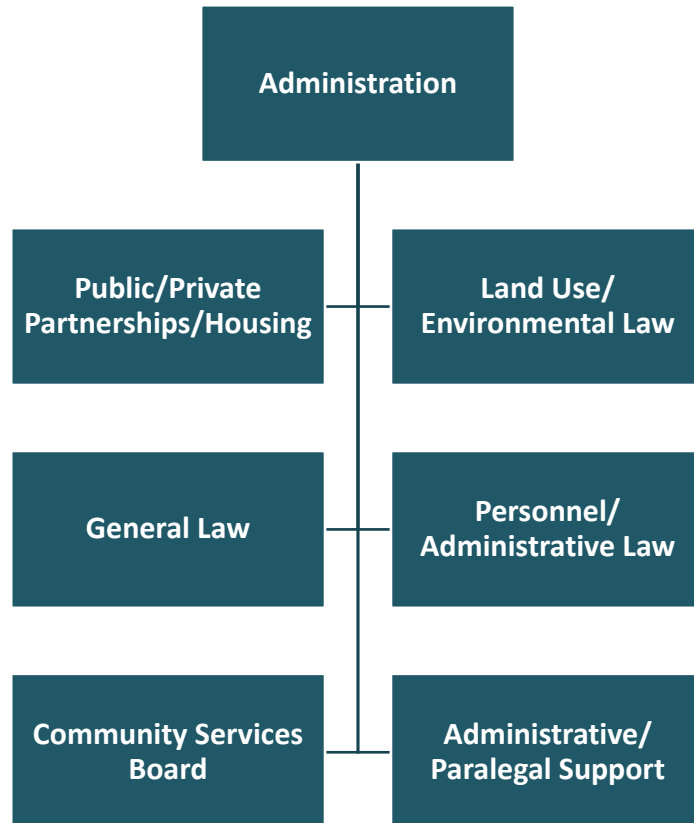 Administration
Public/Private
Partnerships/Housing
Land Use/
Environmental Law
General Law
Personnel/
Administrative Law
Community Services
Board
Administrative/
Paralegal Support